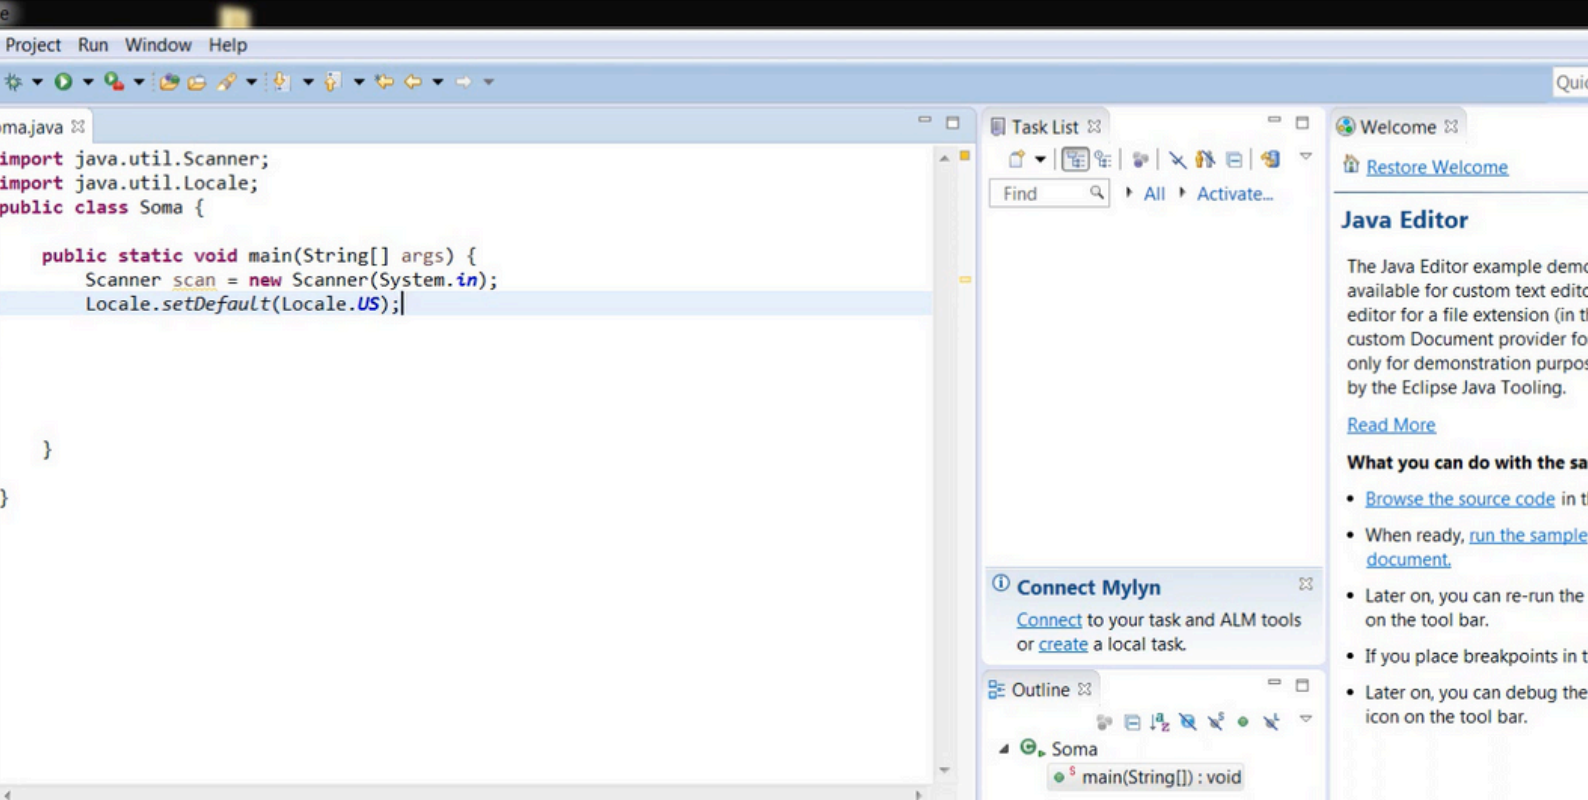 e
Project Run Window Help
Quic
oma.java
import java.util.Scanner;
import java.util.Locale;
public class Soma {
public static void main(String[] args) {
Scanner scan = new Scanner(System.in);
Locale.setDefault(Locale.US);
}
}
Task List
Find
All
Activate...
Connect Mylyn
Connect to your task and ALM tools
or create a local task.
Outline
Soma
main(String[]) : void
Welcome
Restore Welcome
Java Editor
The Java Editor example demo
available for custom text edito
editor for a file extension (in th
custom Document provider fo
only for demonstration purpos
by the Eclipse Java Tooling.
Read More
What you can do with the sa
• Browse the source code in th
• When ready, run the sample
document.
• Later on, you can re-run the
on the tool bar.
• If you place breakpoints in t
• Later on, you can debug the
icon on the tool bar.